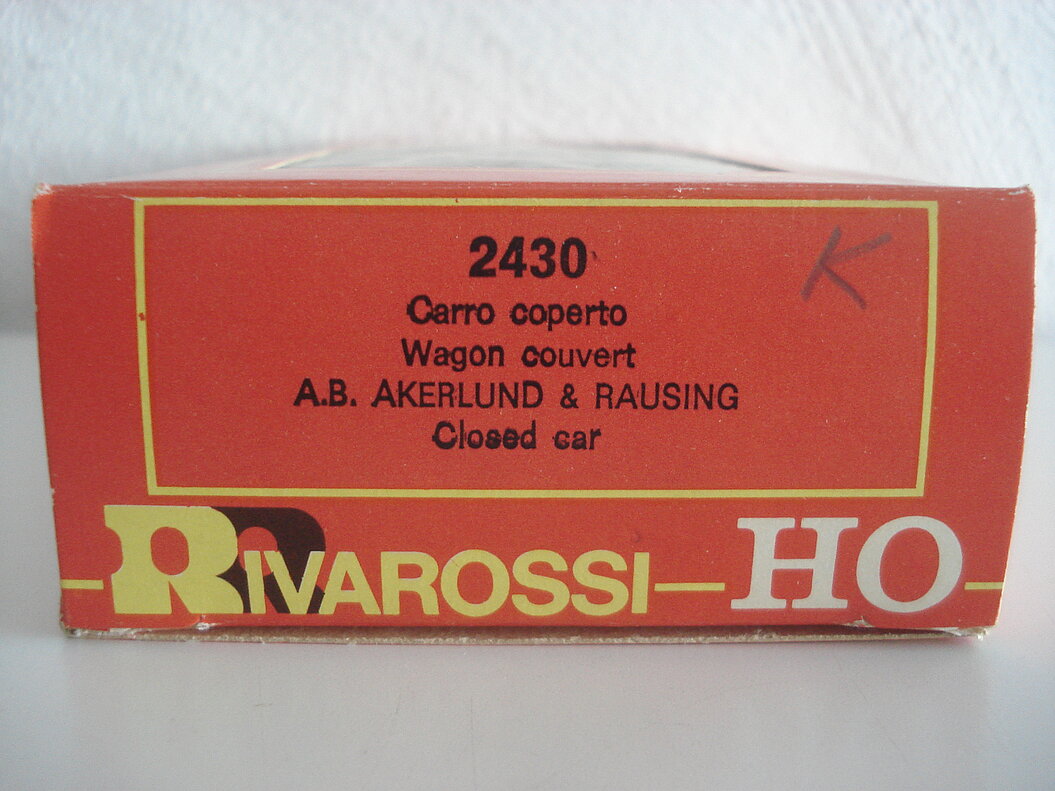 2430
K
Carro coperto
Wagon couvert
A.B. AKERLUND & RAUSING
Closed car
RIVAROSSI HO